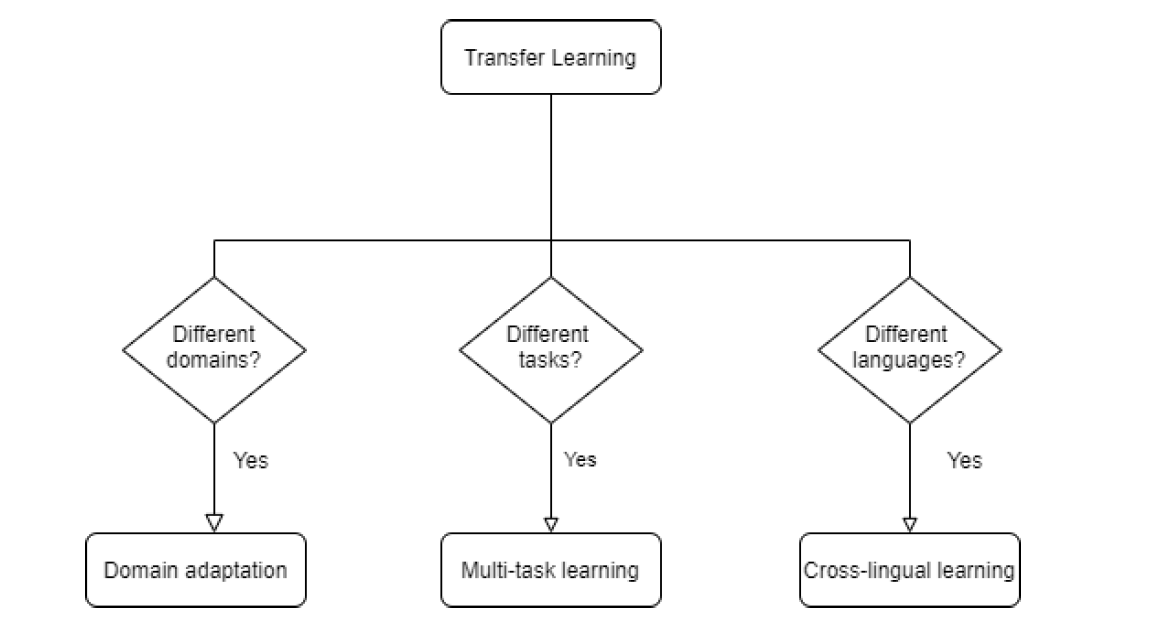 Transfer Learning
Different
domains?
Different
tasks?
Different
languages?
Yes
Yes
Yes
Domain adaptation
Multi-task learning
Cross-lingual learning